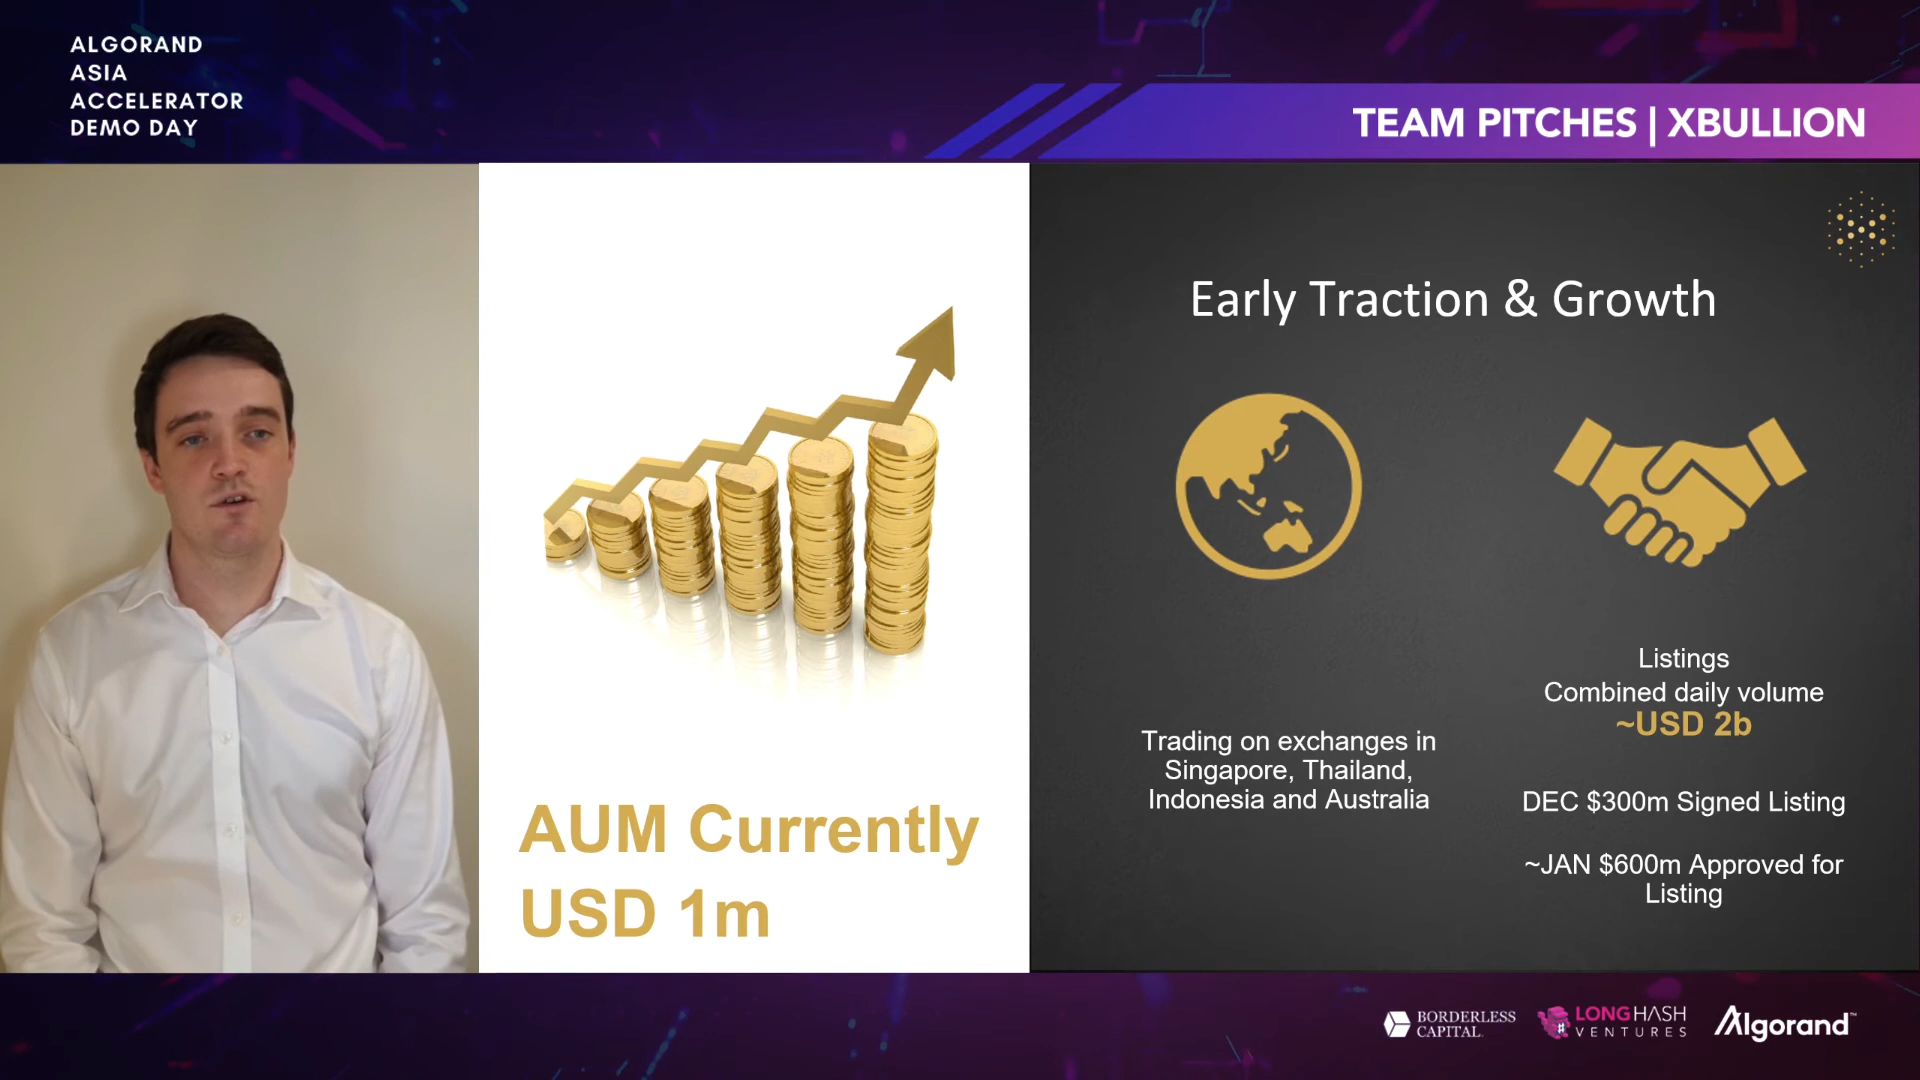 ALGORAND
ASIA
ACCELERATOR
DEMO DAY
TEAM PITCHES | XBULLION
AUM Currently
USD 1m
Early Traction & Growth
Trading on exchanges in
Singapore, Thailand,
Indonesia and Australia
Listings
Combined daily volume
~USD 2b
DEC $300m Signed Listing
~JAN $600m Approved for
Listing
BORDERLESS
CAPITAL
LONGHASH
VENTURES
Algorand™